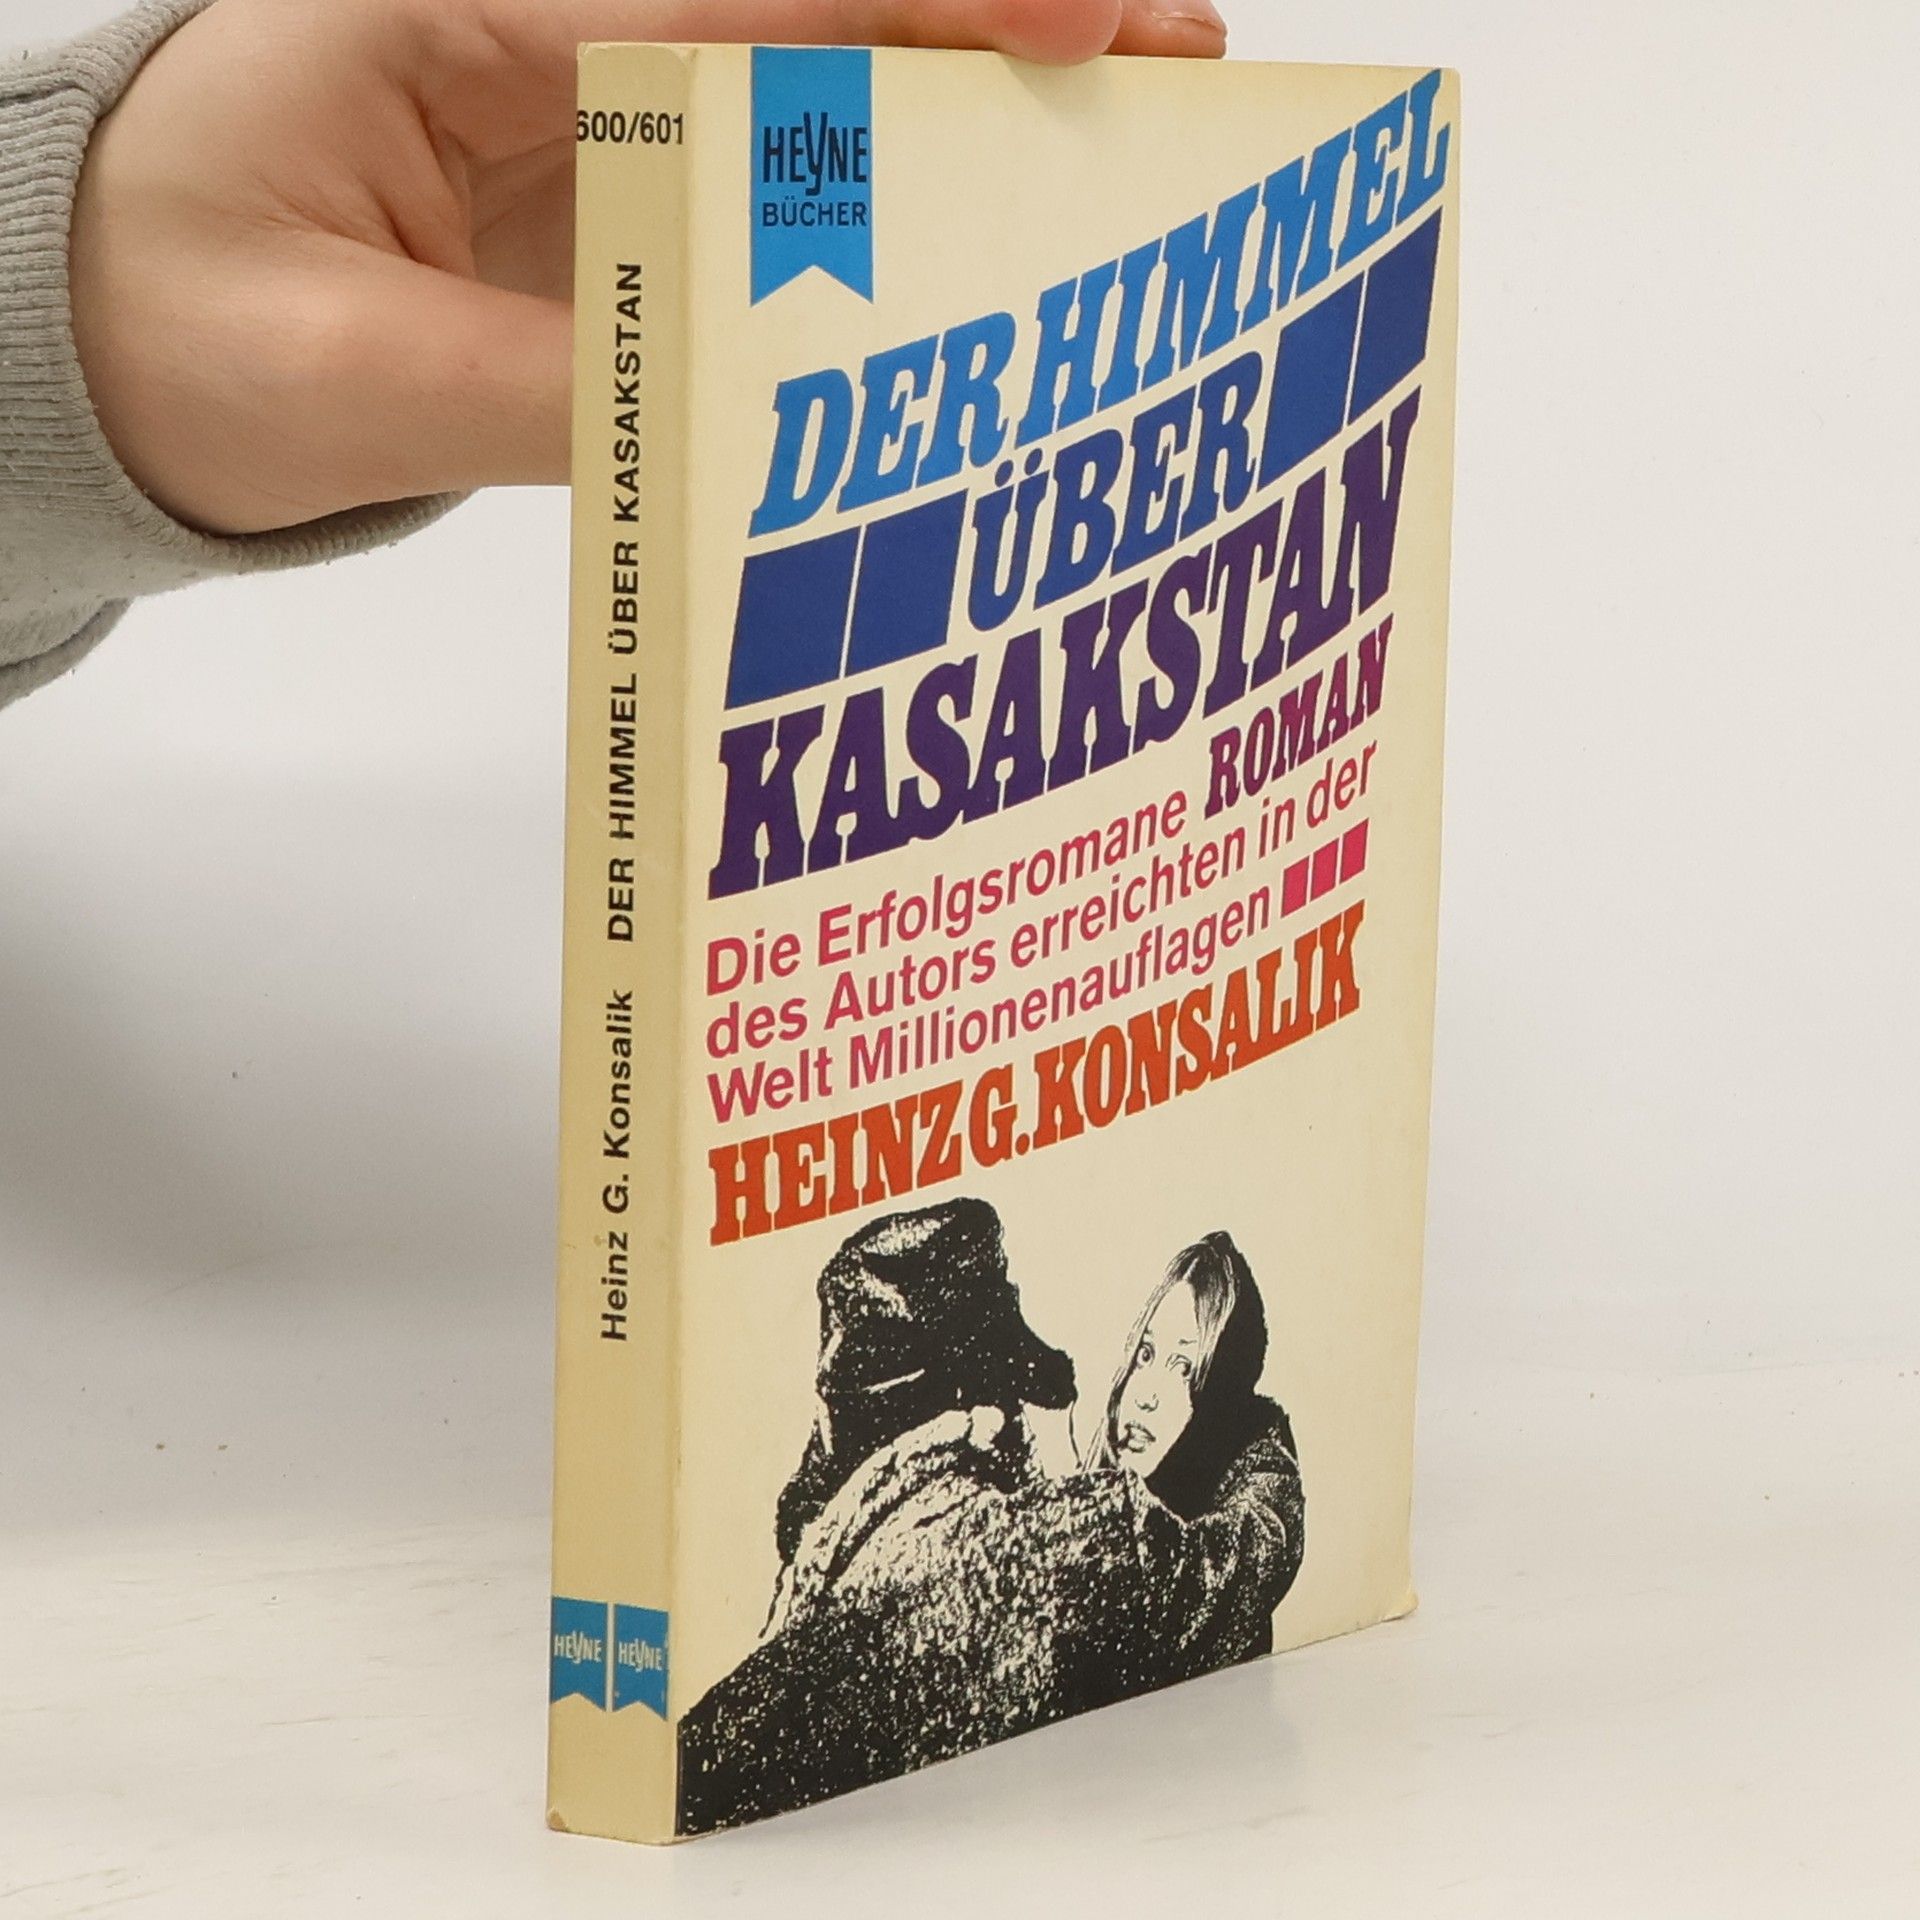 600/601
Heinz G. Konsalik DER HIMMEL ÜBER KASAKSTAN
HEYNE
HEYNE
HEYNE
BÜCHER
DER HIMMEL
ÜBER
KASAKSTAN
ROMAN
Die Erfolgsromane
des Autors erreichten in der
Welt Millionenauflagen
HEINZ G. KONSALIK